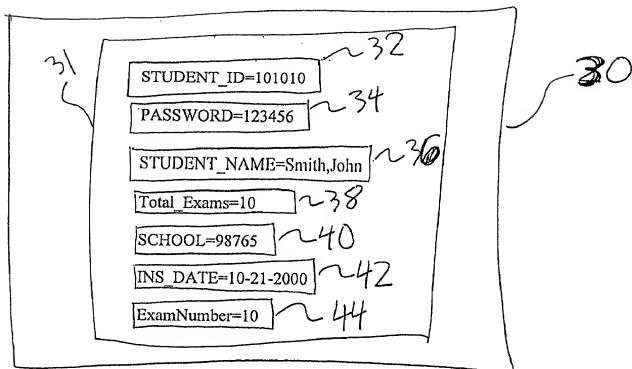 31
STUDENT_ID=101010 32
PASSWORD=123456 34
30
STUDENT_NAME=Smith,John 36
Total_Exams=10 38
SCHOOL=98765 40
INS_DATE=10-21-2000 42
ExamNumber=10 44